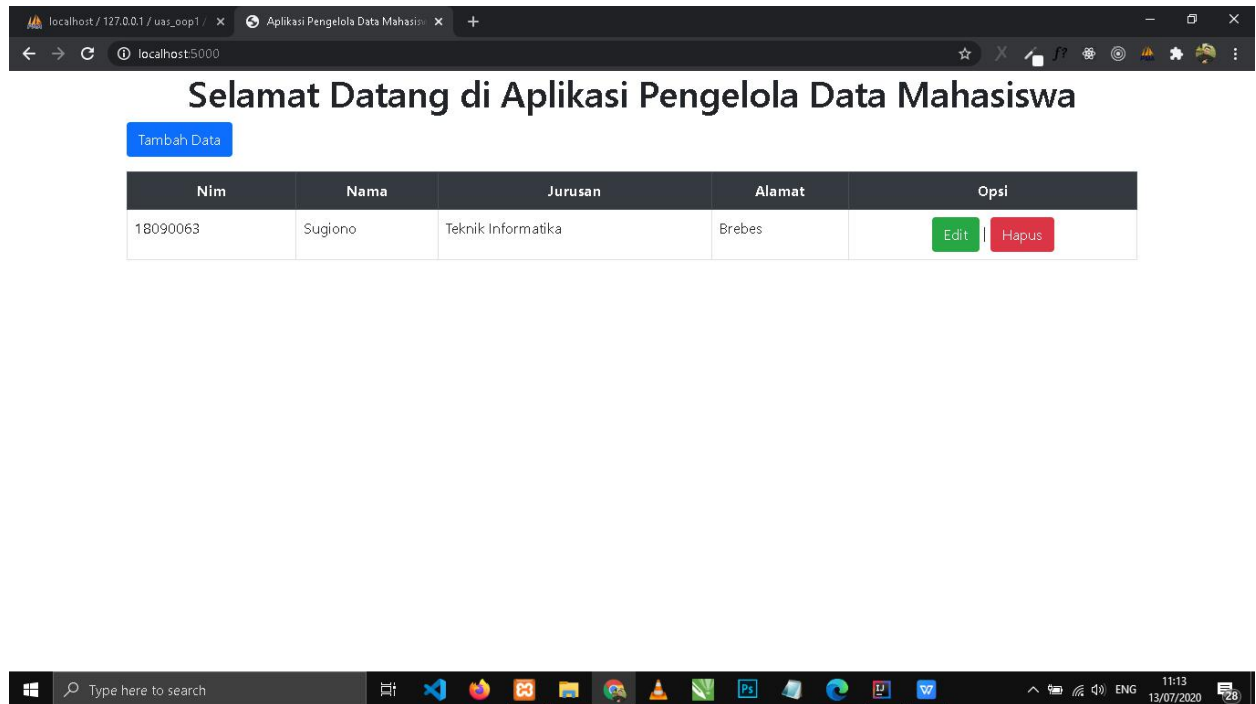 localhost / 127.0.0.1 / uas_oop1 /
Aplikasi Pengelola Data Mahasisw
localhost:5000
Selamat Datang di Aplikasi Pengelola Data Mahasiswa
Tambah Data
Nim Nama Jurusan Alamat Opsi
18090063 Sugiono Teknik Informatika Brebes Edit | Hapus
Type here to search
ENG
11:13
13/07/2020
28